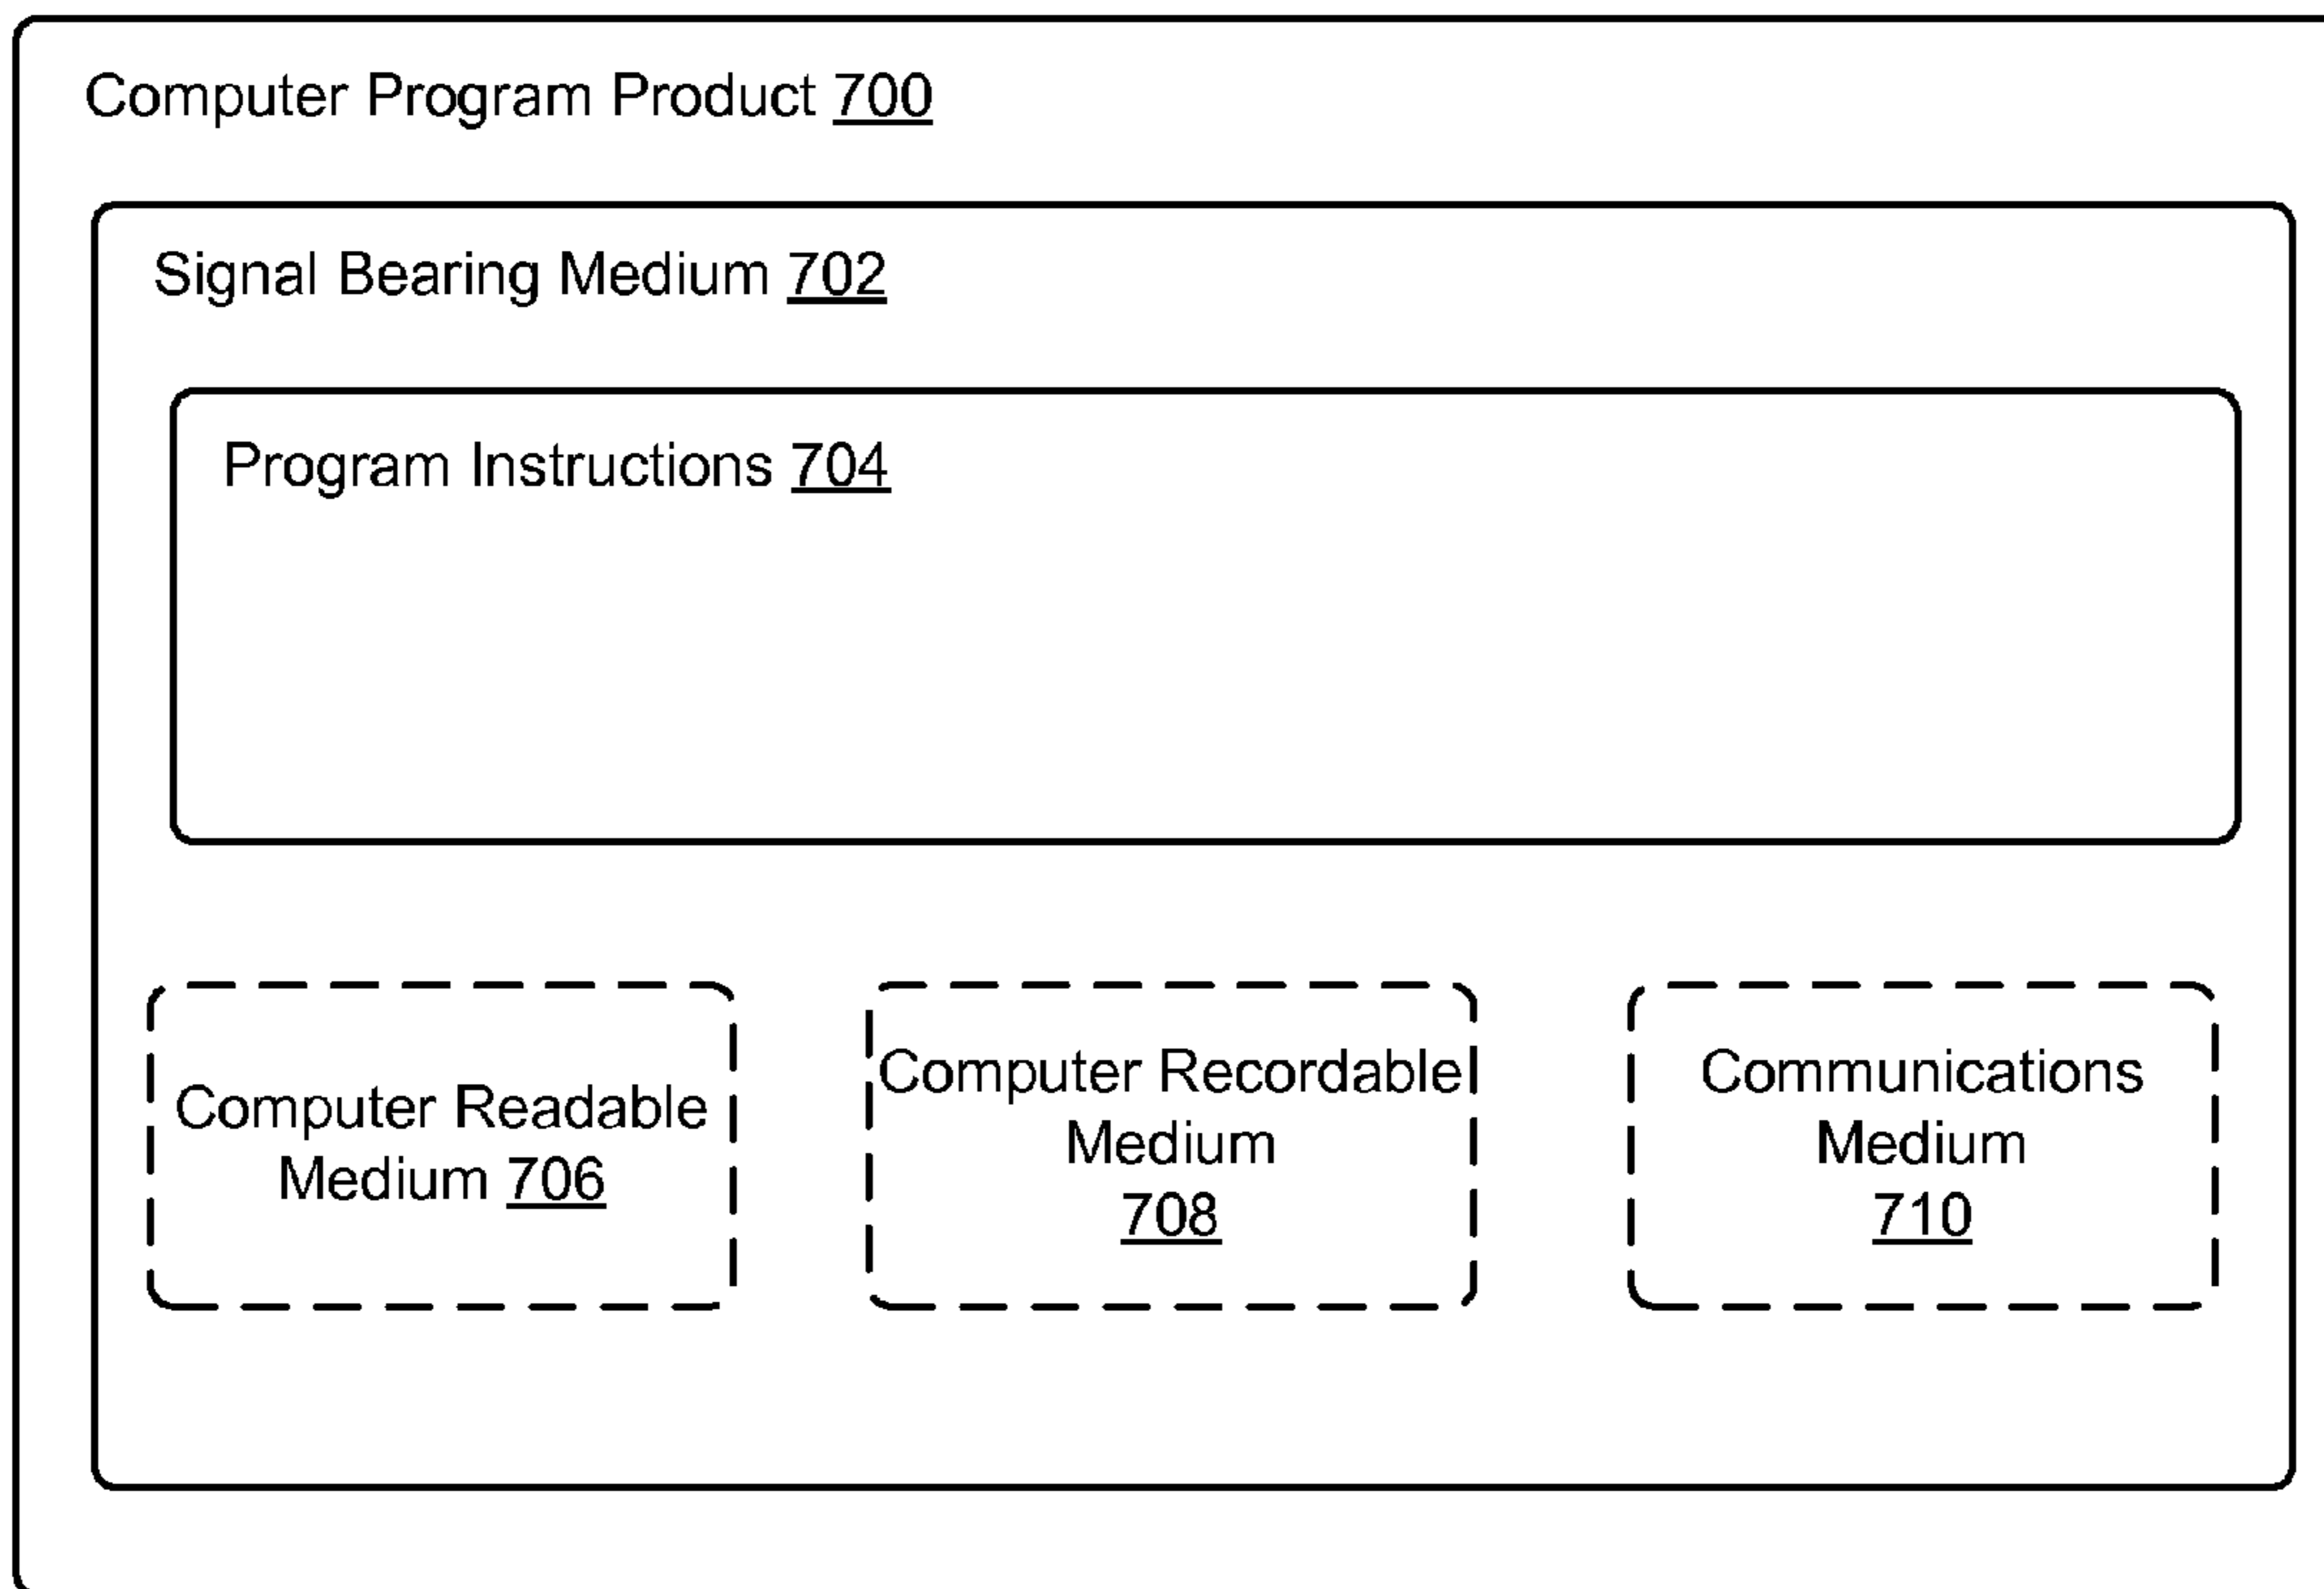 Computer Program Product 700
Signal Bearing Medium 702
Program Instructions 704
Computer Readable
Medium 706
Computer Recordable
Medium
708
Communications
Medium
710